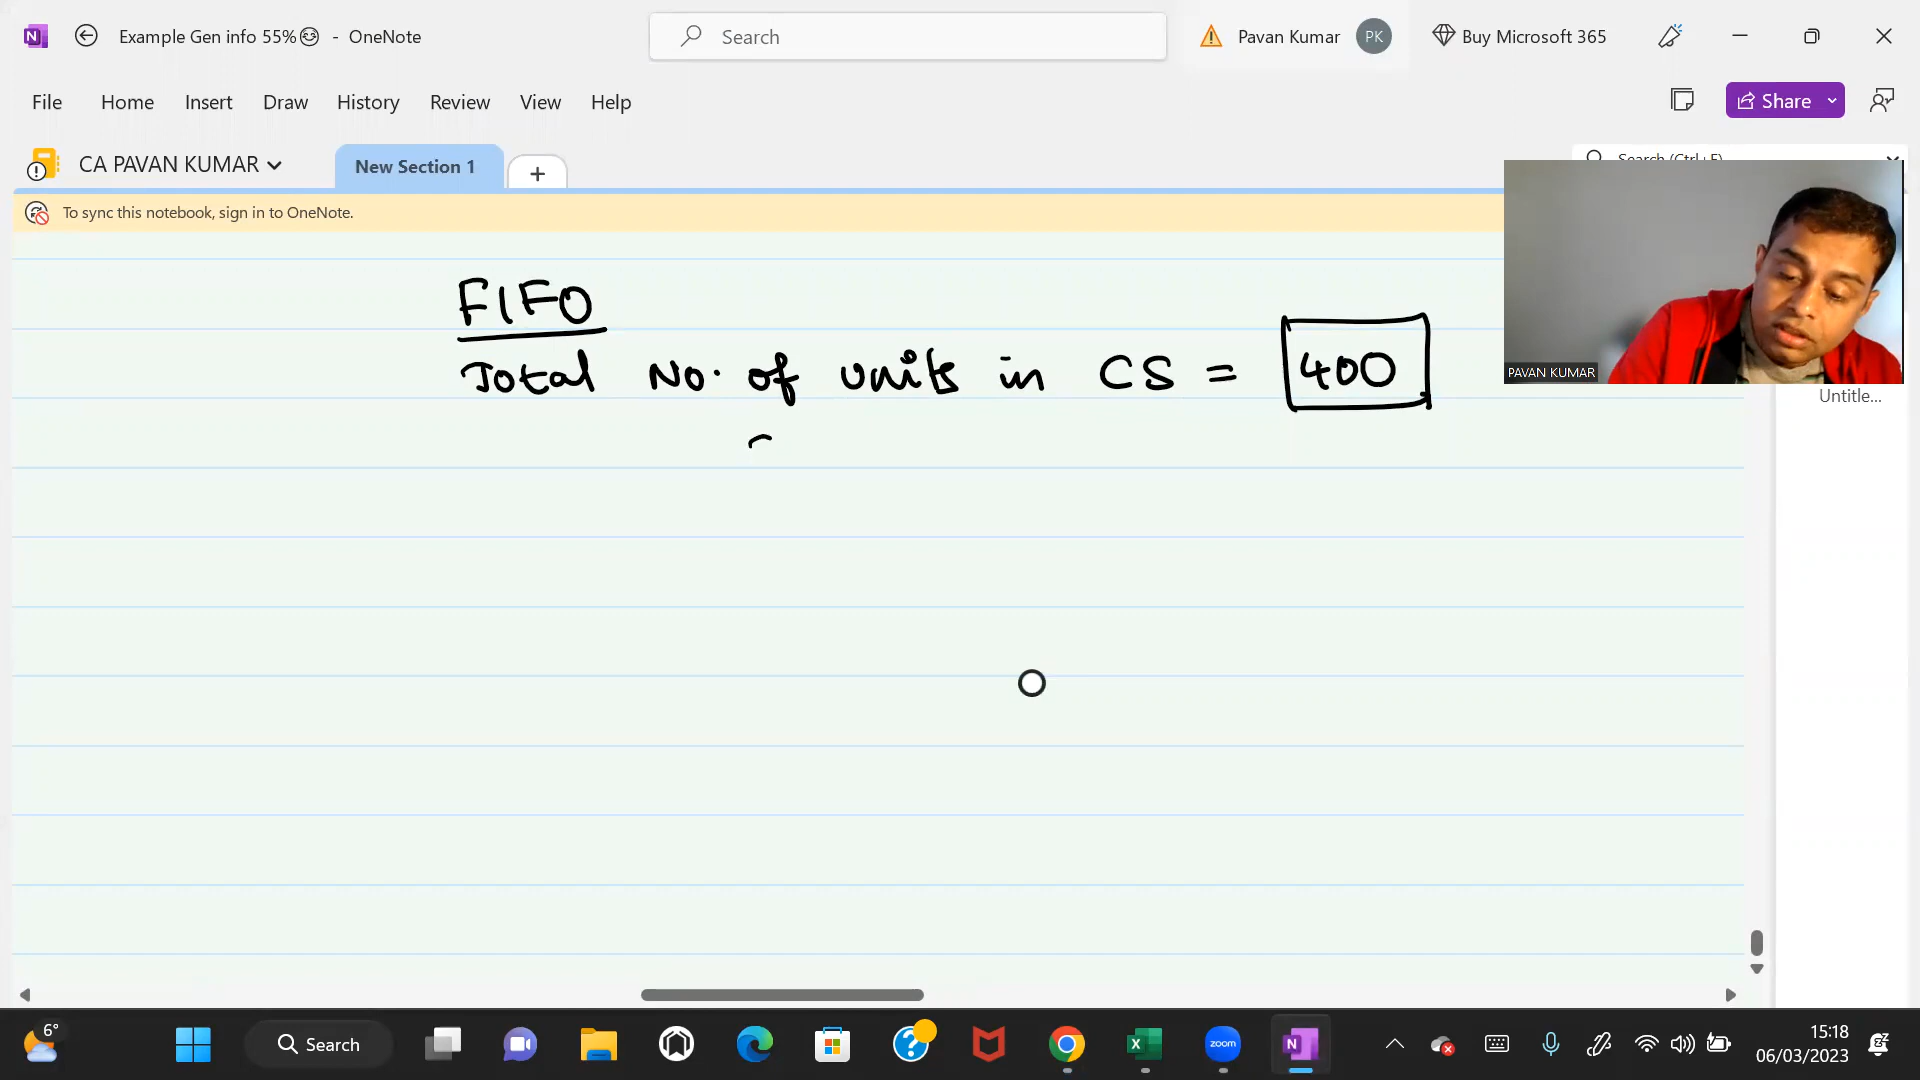 Example Gen info 55%😊 - OneNote
Search
Pavan Kumar
PK
Buy Microsoft 365
File Home Insert Draw History Review View Help
Share
CA PAVAN KUMAR
New Section 1
+
To sync this notebook, sign in to OneNote.
PAVAN KUMAR
Untitle...
FIFO
Total No. of units in CS = 400
6°
Search
zoom
15:18
06/03/2023